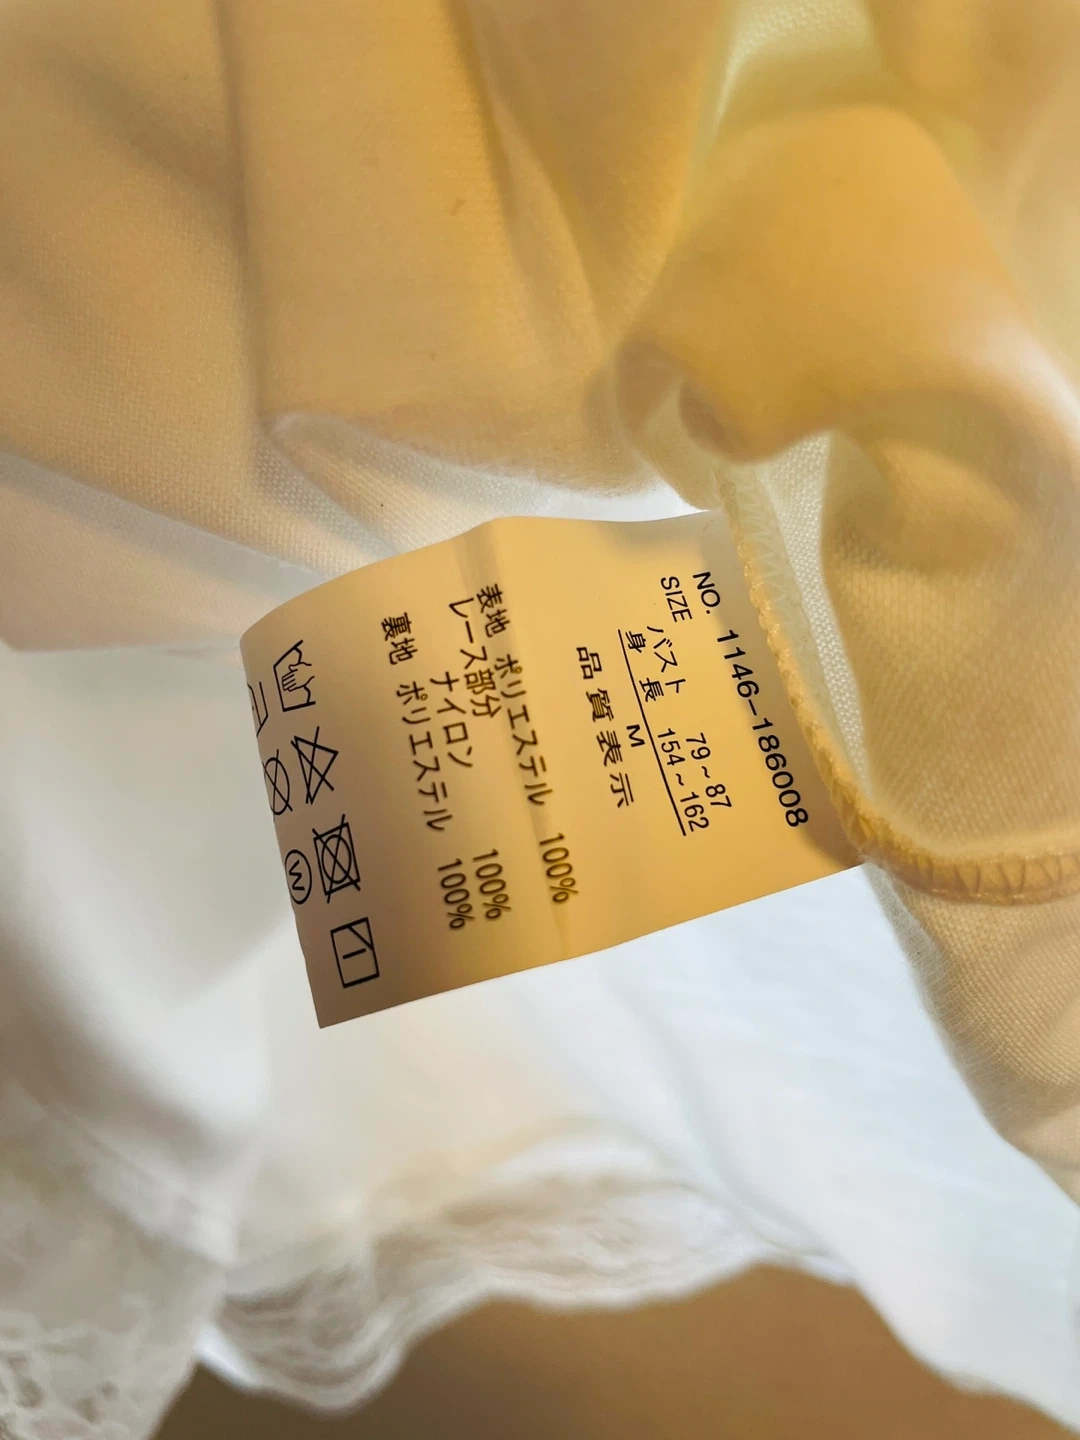 NO. 1146-186008
SIZE
バスト 79~87
身 長 154~162
M
品質表示
表地 ポリエステル 100%
レース部分
ナイロン 100%
裏地 ポリエステル 100%
W